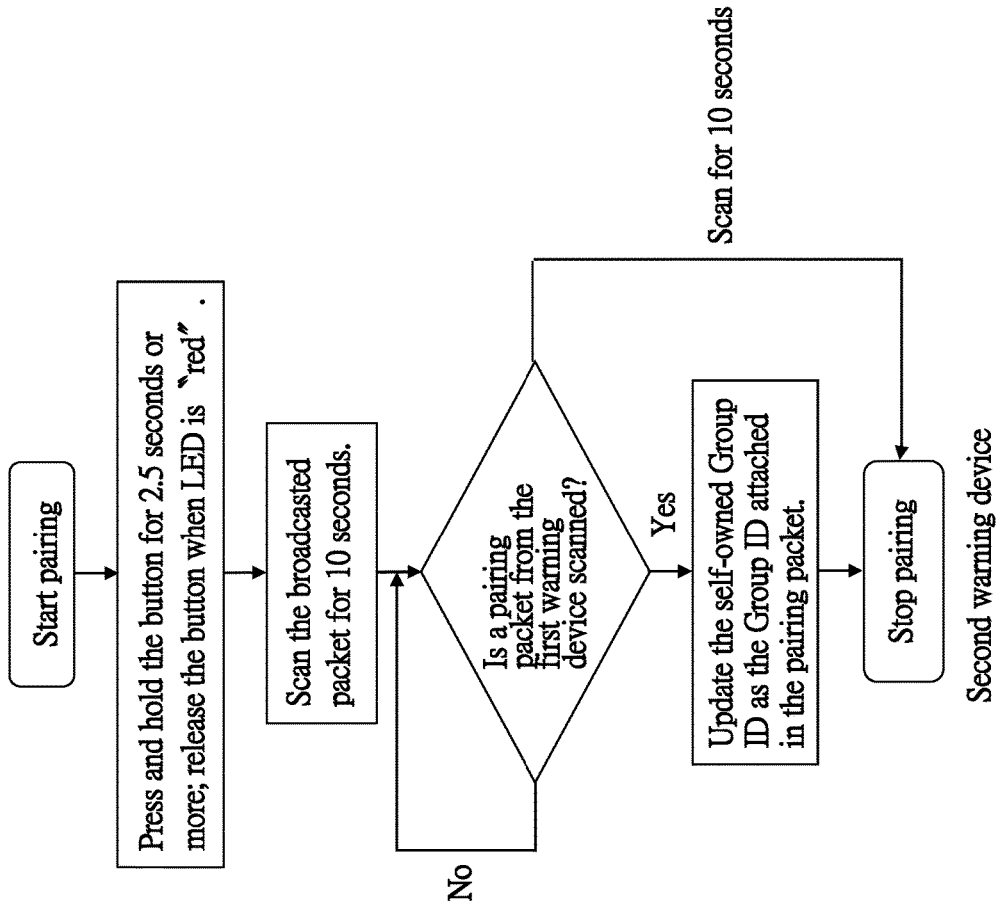 Start pairing
Press and hold the button for 2.5 seconds or
more; release the button when LED is〝red〞.
Scan the broadcasted
packet for 10 seconds.
Is a pairing
packet from the
first warning
device scanned?
No
Yes
Scan for 10 seconds
Update the self-owned Group
ID as the Group ID attached
in the pairing packet.
Stop pairing
Second warning device